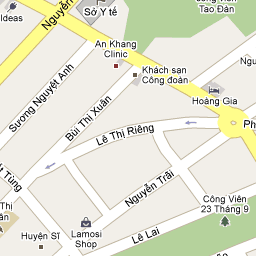 Ideas
Sở Y tế
Tao Đàn
An Khang
Clinic
Khách sạn
Công đoàn
Hoàng Gia
Sương Nguyệt Anh
Bùi Thị Xuân
Lê Thị Riêng
Nguyễn Trãi
Công Viên
23 Tháng 9
Lê Lai
Lamosi
Shop
Huyện Sĩ